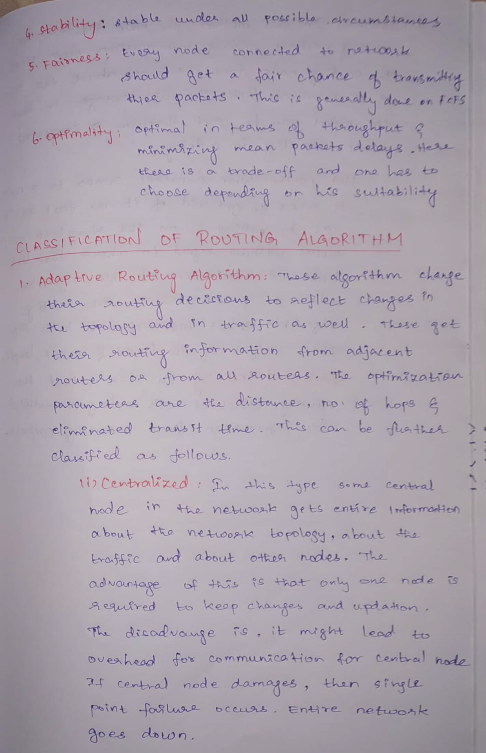 4. Stability: stable under all possible circumstances
5. Fairness: Every node connected to network
should get a fair chance of transmitting
their packets. This is generally done on FCFS
6. Optimality: optimal in terms of throughput &
minimizing mean packets delays. Here
there is a trade-off and one has to
choose depending on his suitability
CLASSIFICATION OF ROUTING ALGORITHM
1. Adaptive Routing Algorithm: These algorithm change
their routing decisions to reflect changes in
the topology and in traffic as well. These get
their routing information from adjacent
routers or from all routers. The optimization
parameters are the distance, no. of hops &
eliminated transit time. This can be further
classified as follows.
1i) Centralized: In this type some central
node in the network gets entire Information
about the network topology, about the
traffic and about other nodes. The
advantage of this is that only one node is
required to keep changes and updation.
The disadvauge is, it might lead to
overhead for communication for central node
If central node damages, then single
point failure occurs. Entire network
goes down.